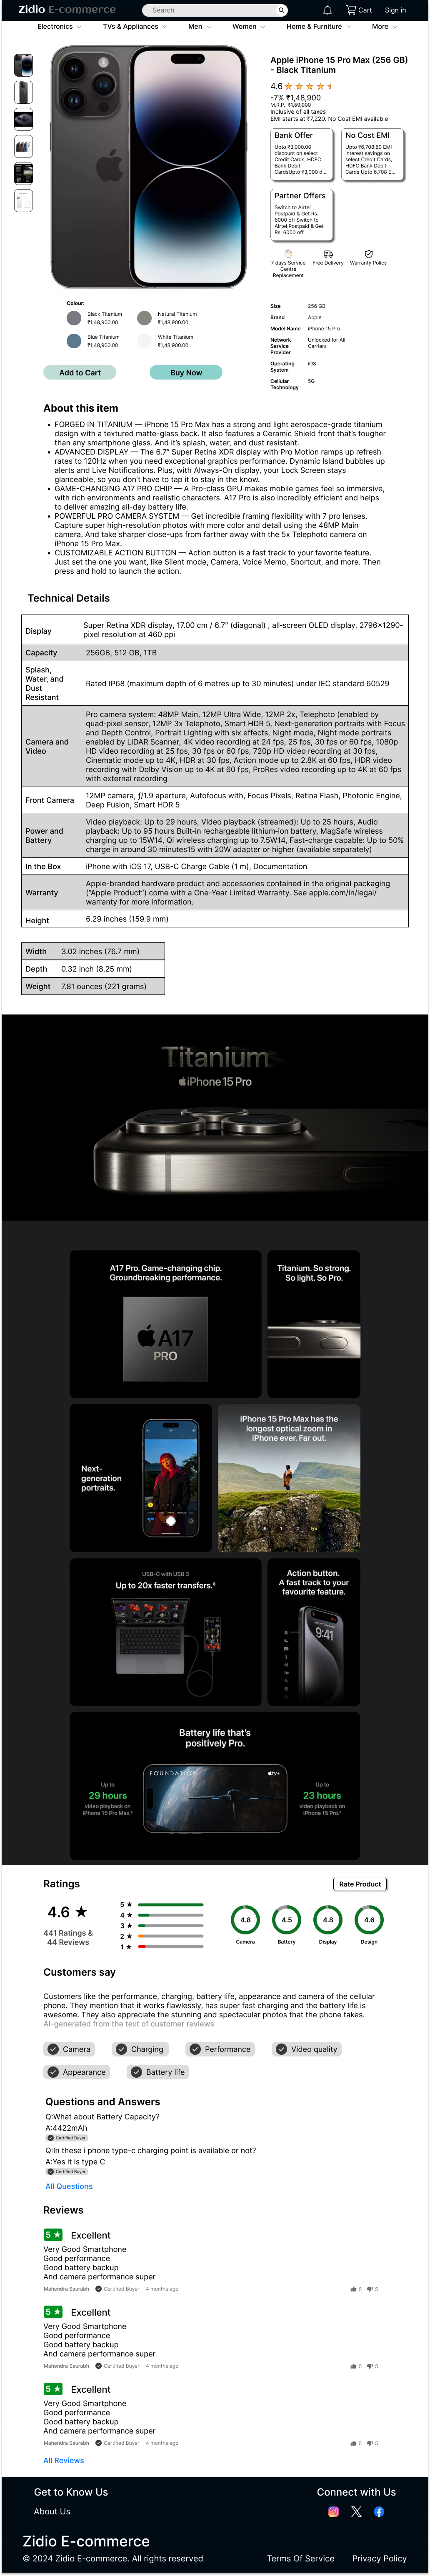 Zidio E-commerce
Search
Cart
Sign in
Electronics
TVs & Appliances
Men
Women
Home & Furniture
More
Apple iPhone 15 Pro Max (256 GB)
- Black Titanium
4.6
-7% ₹1,48,900
M.R.P.: ₹1,59,900
Inclusive of all taxes
EMI starts at ₹7,220. No Cost EMI available
Bank Offer
Upto ₹3,000.00
discount on select
Credit Cards, HDFC
Bank Debit
CardsUpto ₹3,000 d...
No Cost EMI
Upto ₹6,708.80 EMI
interest savings on
select Credit Cards,
HDFC Bank Debit
Cards Upto 6,708 E...
Partner Offers
Switch to Airtel
Postpaid & Get Rs.
6000 off Switch to
Airtel Postpaid & Get
Rs. 6000 off
7 days Service
Centre
Replacement
Free Delivery
Warranty Policy
Colour:
Black Titanium
₹1,48,900.00
Natural Titanium
₹1,48,900.00
Blue Titanium
₹1,48,900.00
White Titanium
₹1,48,900.00
Add to Cart
Buy Now
Size 256 GB
Brand Apple
Model Name iPhone 15 Pro
Network
Service
Provider
Unlocked for All
Carriers
Operating
System
iOS
Cellular
Technology
5G
About this item
• FORGED IN TITANIUM — iPhone 15 Pro Max has a strong and light aerospace-grade titanium
design with a textured matte-glass back. It also features a Ceramic Shield front that's tougher
than any smartphone glass. And it's splash, water, and dust resistant.
• ADVANCED DISPLAY — The 6.7" Super Retina XDR display with Pro Motion ramps up refresh
rates to 120Hz when you need exceptional graphics performance. Dynamic Island bubbles up
alerts and Live Notifications. Plus, with Always-On display, your Lock Screen stays
glanceable, so you don't have to tap it to stay in the know.
• GAME-CHANGING A17 PRO CHIP — A Pro-class GPU makes mobile games feel so immersive,
with rich environments and realistic characters. A17 Pro is also incredibly efficient and helps
to deliver amazing all-day battery life.
• POWERFUL PRO CAMERA SYSTEM — Get incredible framing flexibility with 7 pro lenses.
Capture super high-resolution photos with more color and detail using the 48MP Main
camera. And take sharper close-ups from farther away with the 5x Telephoto camera on
iPhone 15 Pro Max.
• CUSTOMIZABLE ACTION BUTTON — Action button is a fast track to your favorite feature.
Just set the one you want, like Silent mode, Camera, Voice Memo, Shortcut, and more. Then
press and hold to launch the action.
Technical Details
Display
Super Retina XDR display, 17.00 cm / 6.7″ (diagonal) , all-screen OLED display, 2796×1290-
pixel resolution at 460 ppi
Capacity 256GB, 512 GB, 1TB
Splash,
Water, and
Dust
Resistant
Rated IP68 (maximum depth of 6 metres up to 30 minutes) under IEC standard 60529
Camera and
Video
Pro camera system: 48MP Main, 12MP Ultra Wide, 12MP 2x, Telephoto (enabled by
quad-pixel sensor, 12MP 3x Telephoto, Smart HDR 5, Next-generation portraits with Focus
and Depth Control, Portrait Lighting with six effects, Night mode, Night mode portraits
enabled by LiDAR Scanner, 4K video recording at 24 fps, 25 fps, 30 fps or 60 fps, 1080p
HD video recording at 25 fps, 30 fps or 60 fps, 720p HD video recording at 30 fps,
Cinematic mode up to 4K, HDR at 30 fps, Action mode up to 2.8K at 60 fps, HDR video
recording with Dolby Vision up to 4K at 60 fps, ProRes video recording up to 4K at 60 fps
with external recording
Front Camera
12MP camera, ƒ/1.9 aperture, Autofocus with, Focus Pixels, Retina Flash, Photonic Engine,
Deep Fusion, Smart HDR 5
Power and
Battery
Video playback: Up to 29 hours, Video playback (streamed): Up to 25 hours, Audio
playback: Up to 95 hours Built-in rechargeable lithium-ion battery, MagSafe wireless
charging up to 15W14, Qi wireless charging up to 7.5W14, Fast-charge capable: Up to 50%
charge in around 30 minutes15 with 20W adapter or higher (available separately)
In the Box iPhone with iOS 17, USB-C Charge Cable (1 m), Documentation
Warranty
Apple-branded hardware product and accessories contained in the original packaging
("Apple Product") come with a One-Year Limited Warranty. See apple.com/in/legal/
warranty for more information.
Height 6.29 inches (159.9 mm)
Width 3.02 inches (76.7 mm)
Depth 0.32 inch (8.25 mm)
Weight 7.81 ounces (221 grams)
Titanium
iPhone 15 Pro
A17 Pro. Game-changing chip.
Groundbreaking performance.
A17
PRO
Titanium. So strong.
So light. So Pro.
Next-
generation
portraits.
iPhone 15 Pro Max has the
longest optical zoom in
iPhone ever. Far out.
USB-C with USB 3
Up to 20x faster transfers.
Action button.
A fast track to your
favourite feature.
9:41
Battery life that's
positively Pro.
Up to
29 hours
video playback on
iPhone 15 Pro Max.
FOUNDATION
tv+
Up to
23 hours
video playback on
iPhone 15 Pro.
Ratings
Rate Product
4.6 ★
441 Ratings &
44 Reviews
5 ★
4 ★
3 ★
2 ★
1 ★
4.8
Camera
4.5
Battery
4.8
Display
4.6
Design
Customers say
Customers like the performance, charging, battery life, appearance and camera of the cellular
phone. They mention that it works flawlessly, has super fast charging and the battery life is
awesome. They also appreciate the stunning design and spectacular photos that the phone takes.
AI-generated from the text of customer reviews
Camera
Charging
Performance
Video quality
Appearance
Battery life
Questions and Answers
Q:What about Battery Capacity?
A:4422mAh
Certified Buyer
Q:In these i phone type-c charging point is available or not?
A:Yes it is type C
Certified Buyer
All Questions
Reviews
5 ★ Excellent
Very Good Smartphone
Good performance
Good battery backup
And camera performance super
Mahendra Saurabh Certified Buyer 4 months ago 5 5
5 ★ Excellent
Very Good Smartphone
Good performance
Good battery backup
And camera performance super
Mahendra Saurabh Certified Buyer 4 months ago 5 5
5 ★ Excellent
Very Good Smartphone
Good performance
Good battery backup
And camera performance super
Mahendra Saurabh Certified Buyer 4 months ago 5 5
All Reviews
Get to Know Us
Connect with Us
About Us
Zidio E-commerce
© 2024 Zidio E-commerce. All rights reserved
Terms Of Service
Privacy Policy